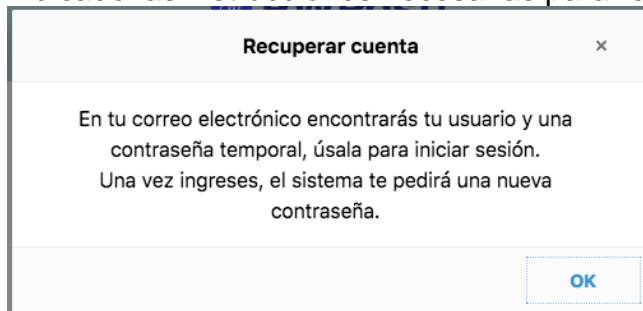 Recuperar cuenta ×
En tu correo electrónico encontrarás tu usuario y una
contraseña temporal, úsala para iniciar sesión.
Una vez ingreses, el sistema te pedirá una nueva
contraseña.
OK